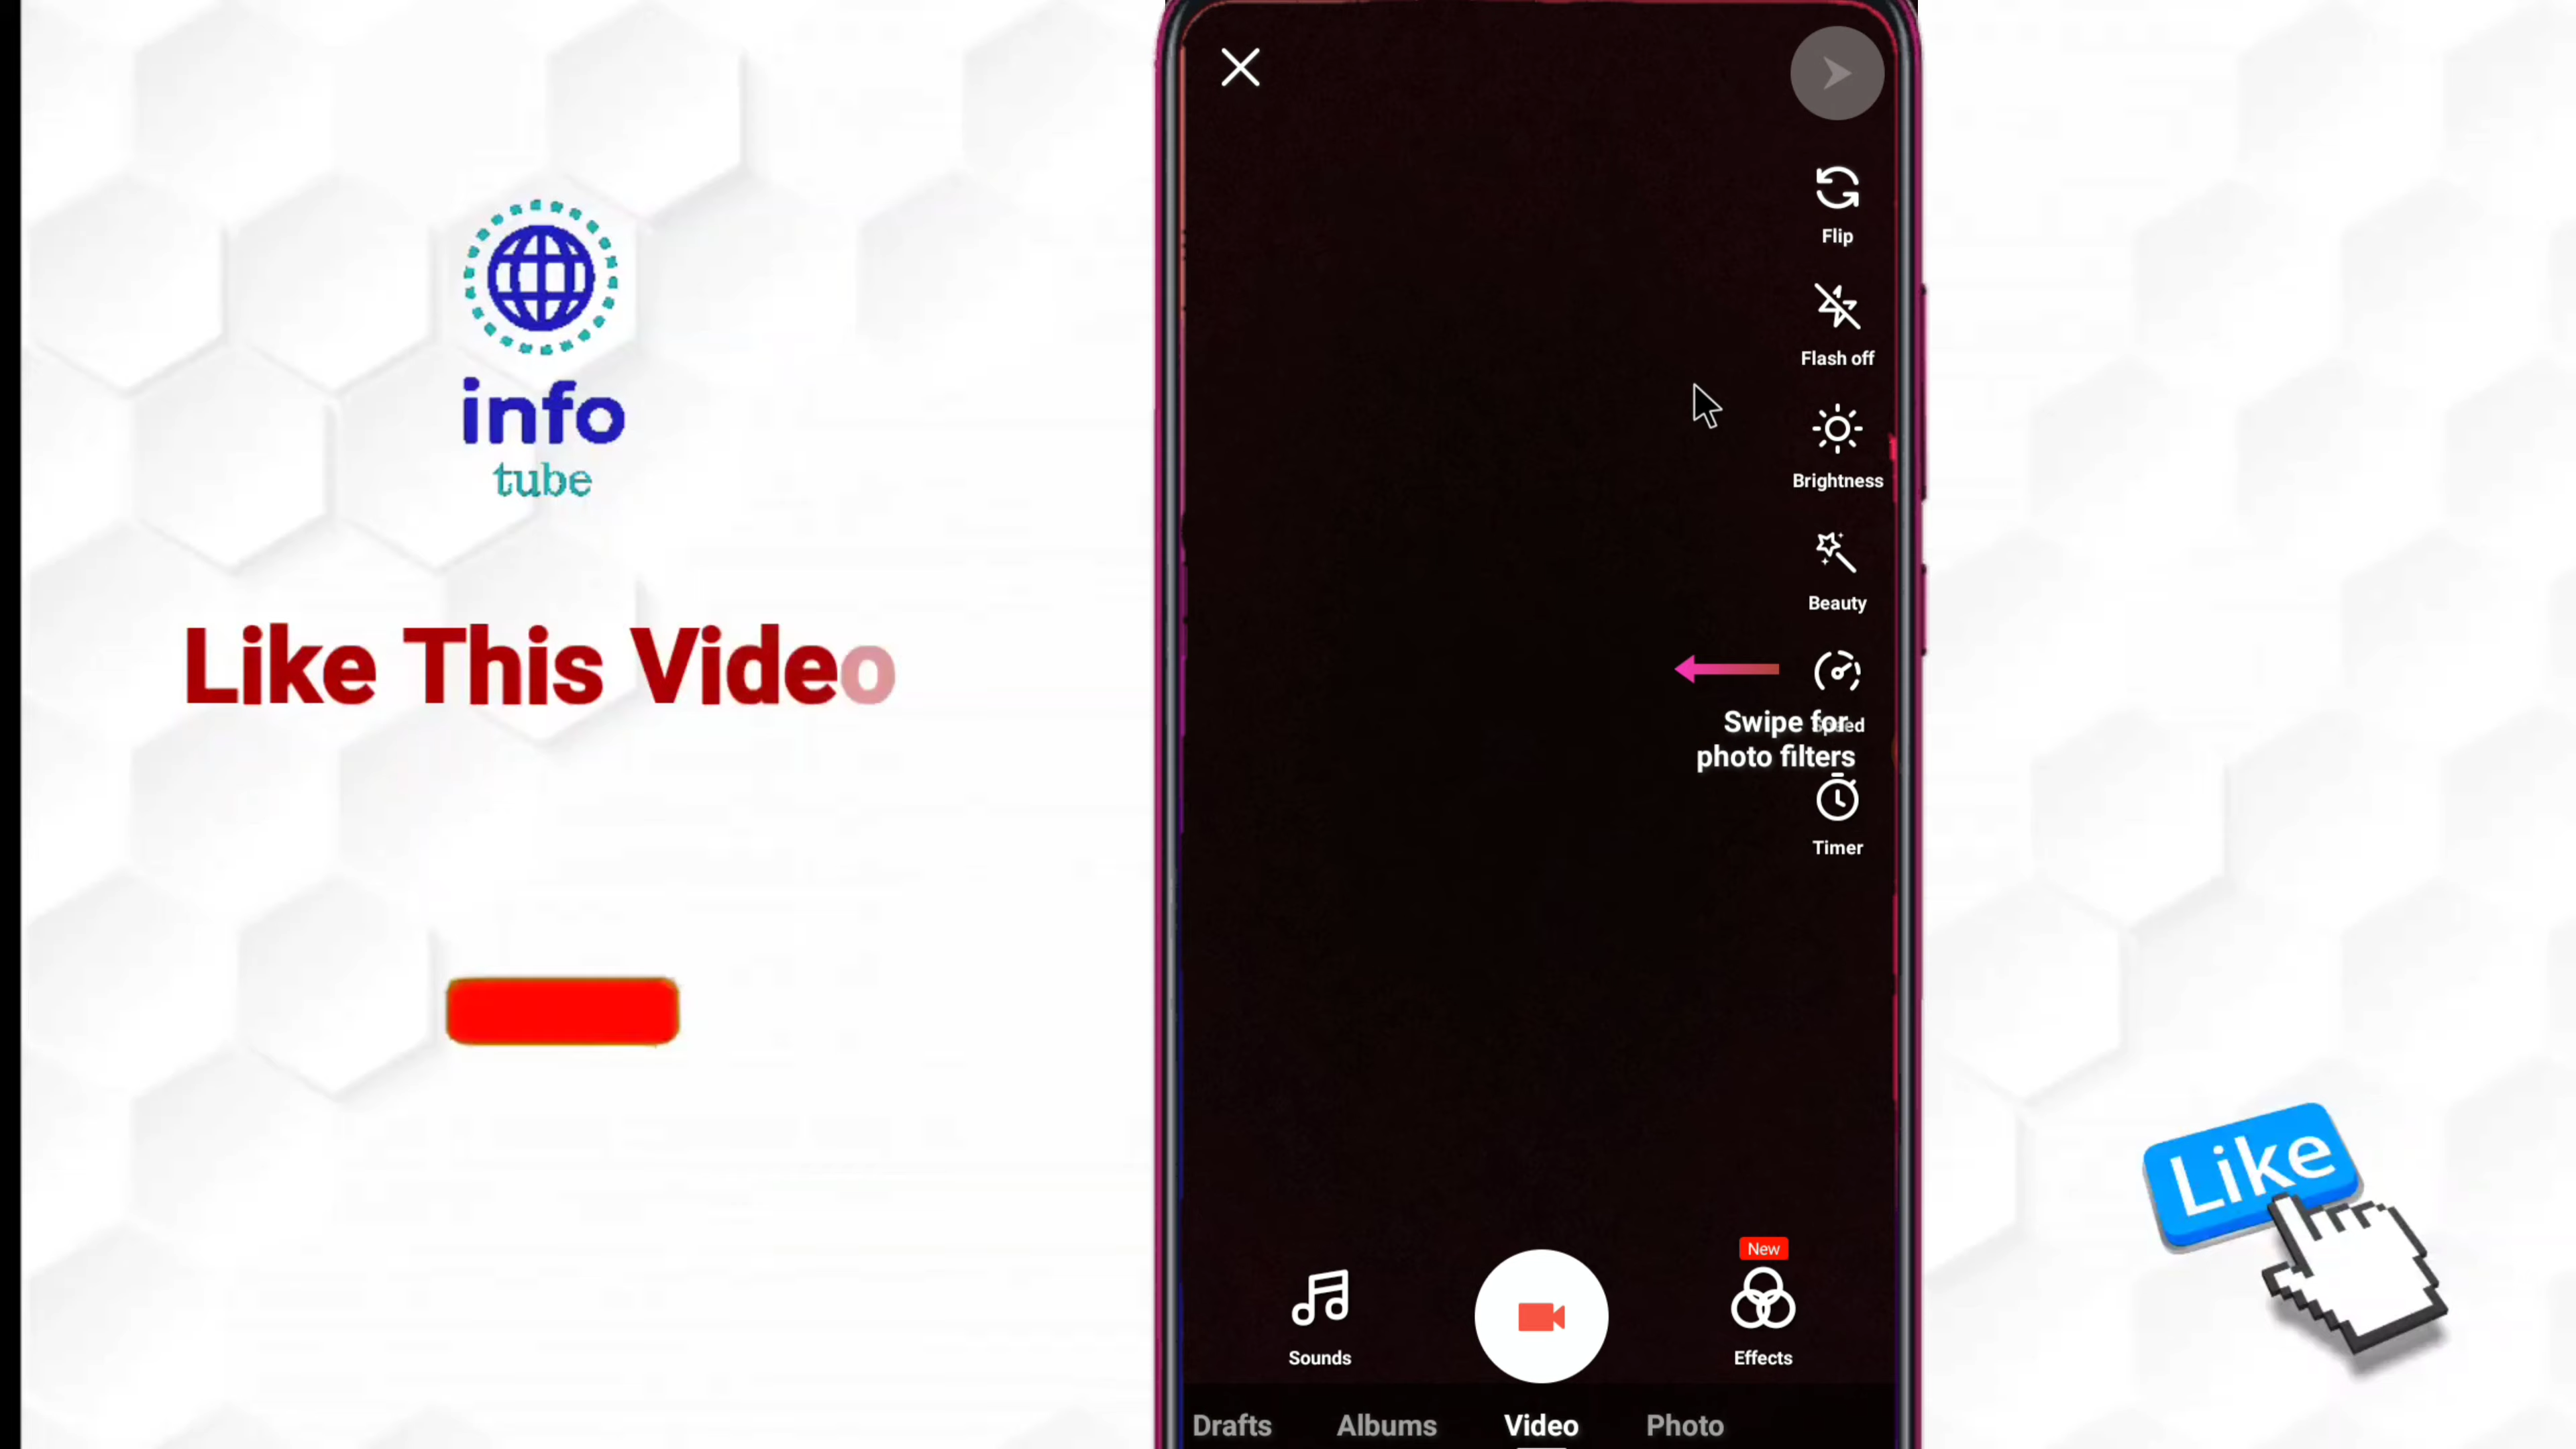 info
tube
Like This Video
Flip
Flash off
Brightness
Beauty
Speed
Swipe for
photo filters
Timer
New
Sounds
Effects
Drafts
Albums
Video
Photo
Like